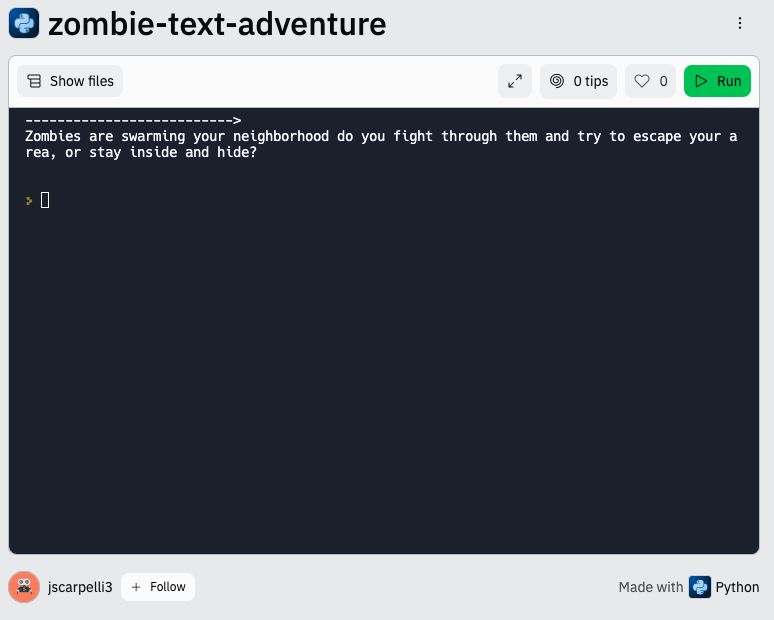 zombie-text-adventure
Show files
0 tips
0
Run
-------------------------->
Zombies are swarming your neighborhood do you fight through them and try to escape your a
rea, or stay inside and hide?
jscarpelli3
+ Follow
Made with Python